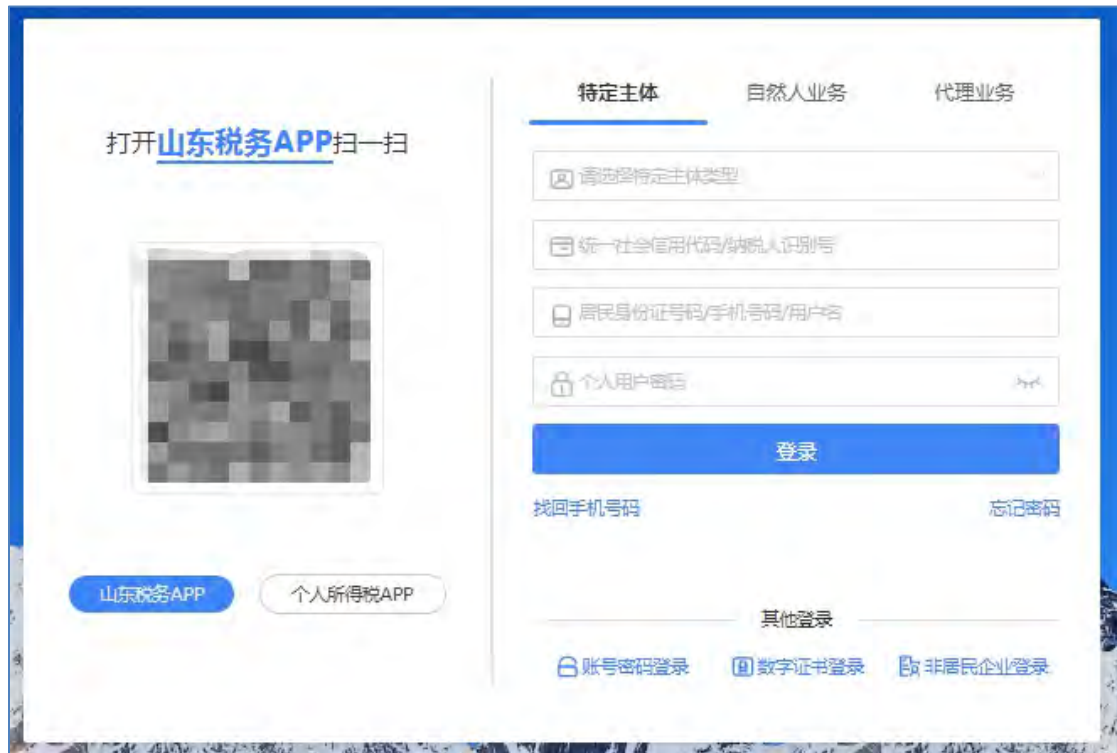 打开山东税务APP扫一扫
山东税务APP
个人所得税APP
特定主体
自然人业务
代理业务
请选择特定主体类型
统一社会信用代码/纳税人识别号
居民身份证号码/手机号码/用户名
个人用户密码
登录
找回手机号码
忘记密码
其他登录
账号密码登录
数字证书登录
非居民企业登录